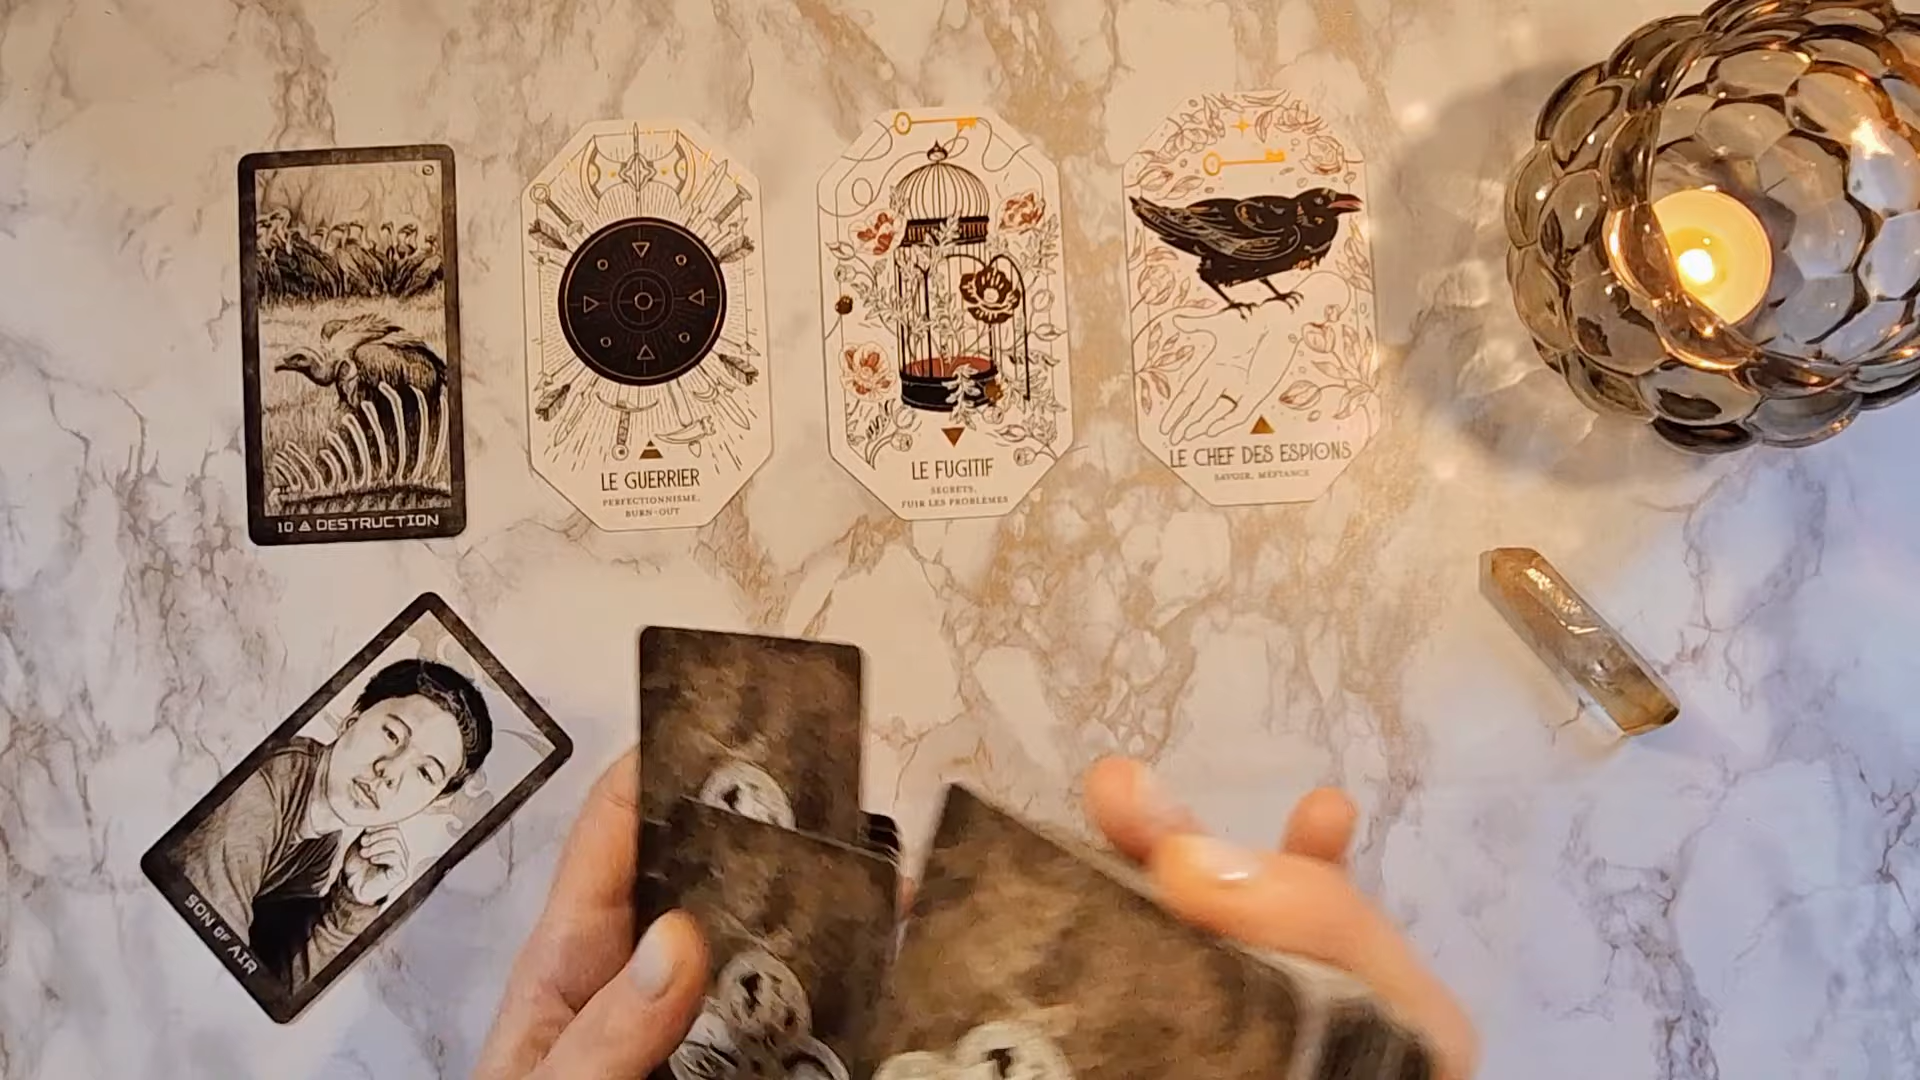 10 🜁 DESTRUCTION
LE GUERRIER
PERFECTIONNISME,
BURN-OUT
LE FUGITIF
SECRETS,
FUIR LES PROBLÈMES
LE CHEF DES ESPIONS
SAVOIR, MÉFIANCE
SON OF AIR